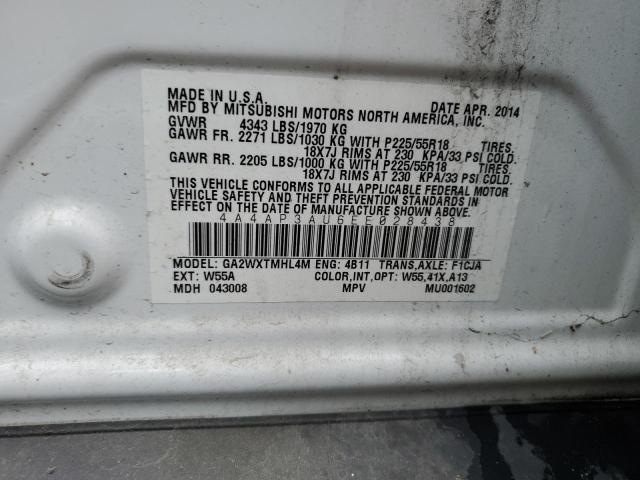 MADE IN U.S.A. DATE APR. 2014
MFD BY MITSUBISHI MOTORS NORTH AMERICA, INC.
GVWR 4343 LBS/1970 KG
GAWR FR. 2271 LBS/1030 KG WITH P225/55R18 TIRES.
18X7J RIMS AT 230 KPA/33 PSI COLD.
GAWR RR. 2205 LBS/1000 KG WITH P225/55R18 TIRES.
18X7J RIMS AT 230 KPA/33 PSI COLD.
THIS VEHICLE CONFORMS TO ALL APPLICABLE FEDERAL MOTOR
VEHICLE SAFETY AND THEFT PREVENTION STANDARDS IN
EFFECT ON THE DATE OF MANUFACTURE SHOWN ABOVE.
4A4AP3AU6EE028438
MODEL: GA2WXTMHL4M ENG: 4B11 TRANS,AXLE: F1CJA
EXT: W55A COLOR,INT,OPT: W55,41X,A13
MDH 043008 MPV MU001602